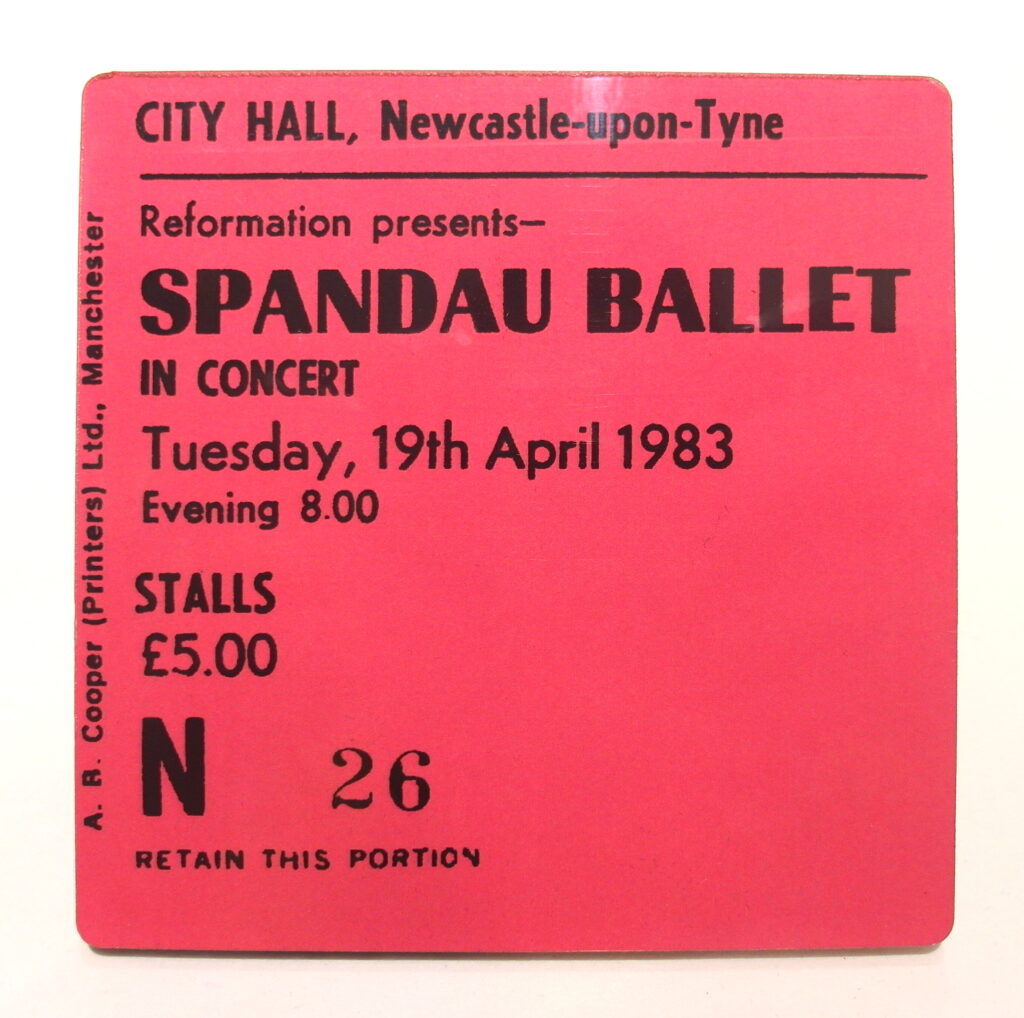 CITY HALL, Newcastle-upon-Tyne
Reformation presents—
SPANDAU BALLET
IN CONCERT
Tuesday, 19th April 1983
Evening 8.00
STALLS
£5.00
N 26
RETAIN THIS PORTION
A. R. Cooper (Printers) Ltd., Manchester